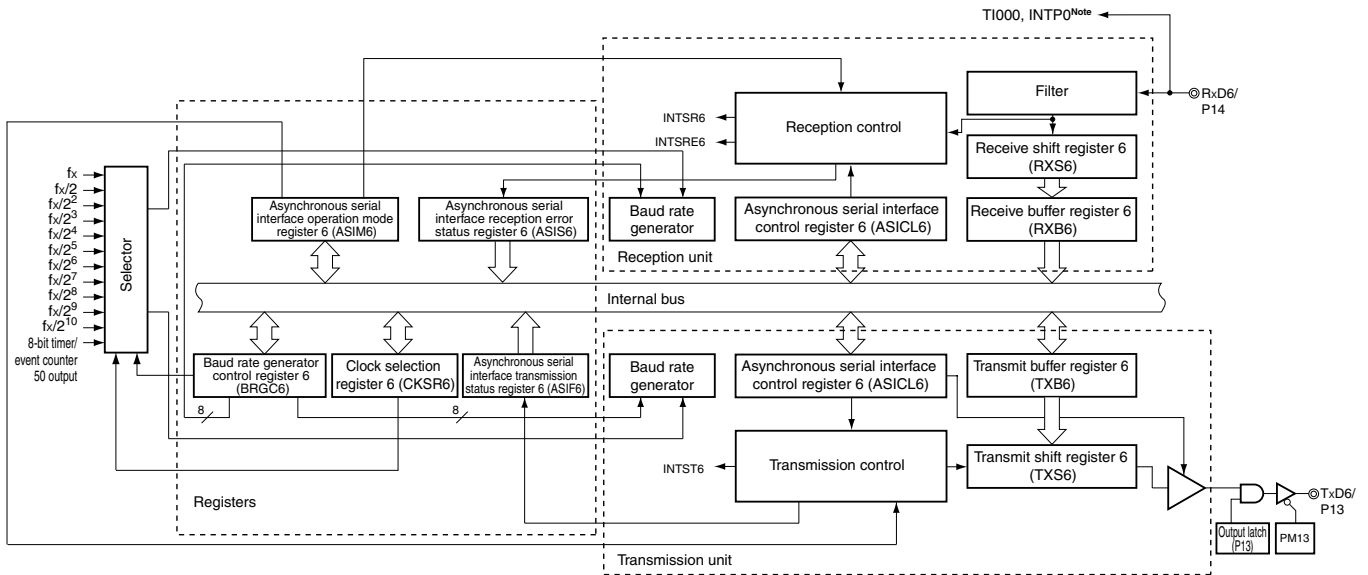 TI000, INTP0Note
Filter
RxD6/
P14
Reception control
INTSR6
INTSRE6
Receive shift register 6
(RXS6)
fX
fX/2
fX/2²
fX/2³
fX/2⁴
fX/2⁵
fX/2⁶
fX/2⁷
fX/2⁸
fX/2⁹
fX/2¹⁰
8-bit timer/
event counter
50 output
Selector
Asynchronous serial
interface operation mode
register 6 (ASIM6)
Asynchronous serial
interface reception error
status register 6 (ASIS6)
Baud rate
generator
Asynchronous serial interface
control register 6 (ASICL6)
Receive buffer register 6
(RXB6)
Reception unit
Internal bus
Baud rate generator
control register 6
(BRGC6)
Clock selection
register 6 (CKSR6)
Asynchronous serial
interface transmission
status register 6 (ASIF6)
Baud rate
generator
Asynchronous serial interface
control register 6 (ASICL6)
Transmit buffer register 6
(TXB6)
8
8
INTST6
Transmission control
Transmit shift register 6
(TXS6)
Registers
TxD6/
P13
Output latch
(P13)
PM13
Transmission unit